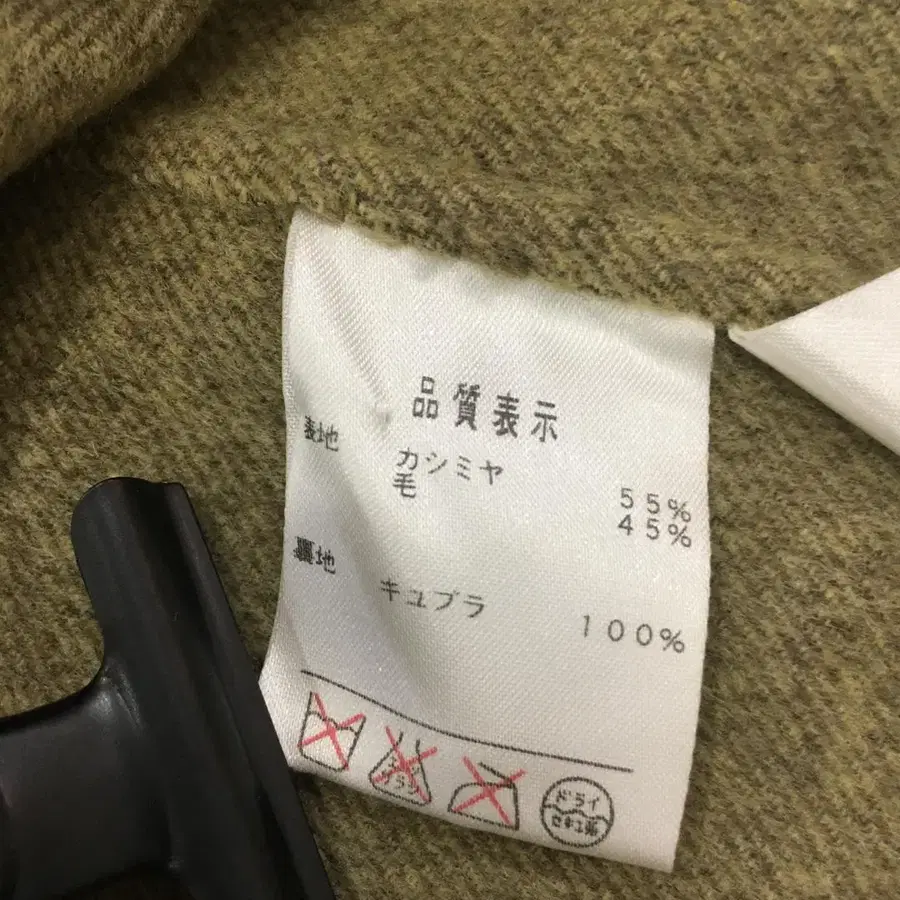 品質表示
表地
カシミヤ 55%
毛 45%
裏地
キュプラ 100%
ドライ
セキユ系